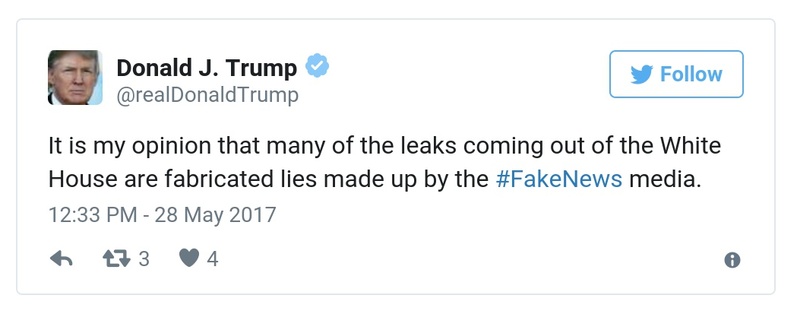 Donald J. Trump
@realDonaldTrump
Follow
It is my opinion that many of the leaks coming out of the White
House are fabricated lies made up by the #FakeNews media.
12:33 PM - 28 May 2017
3 4